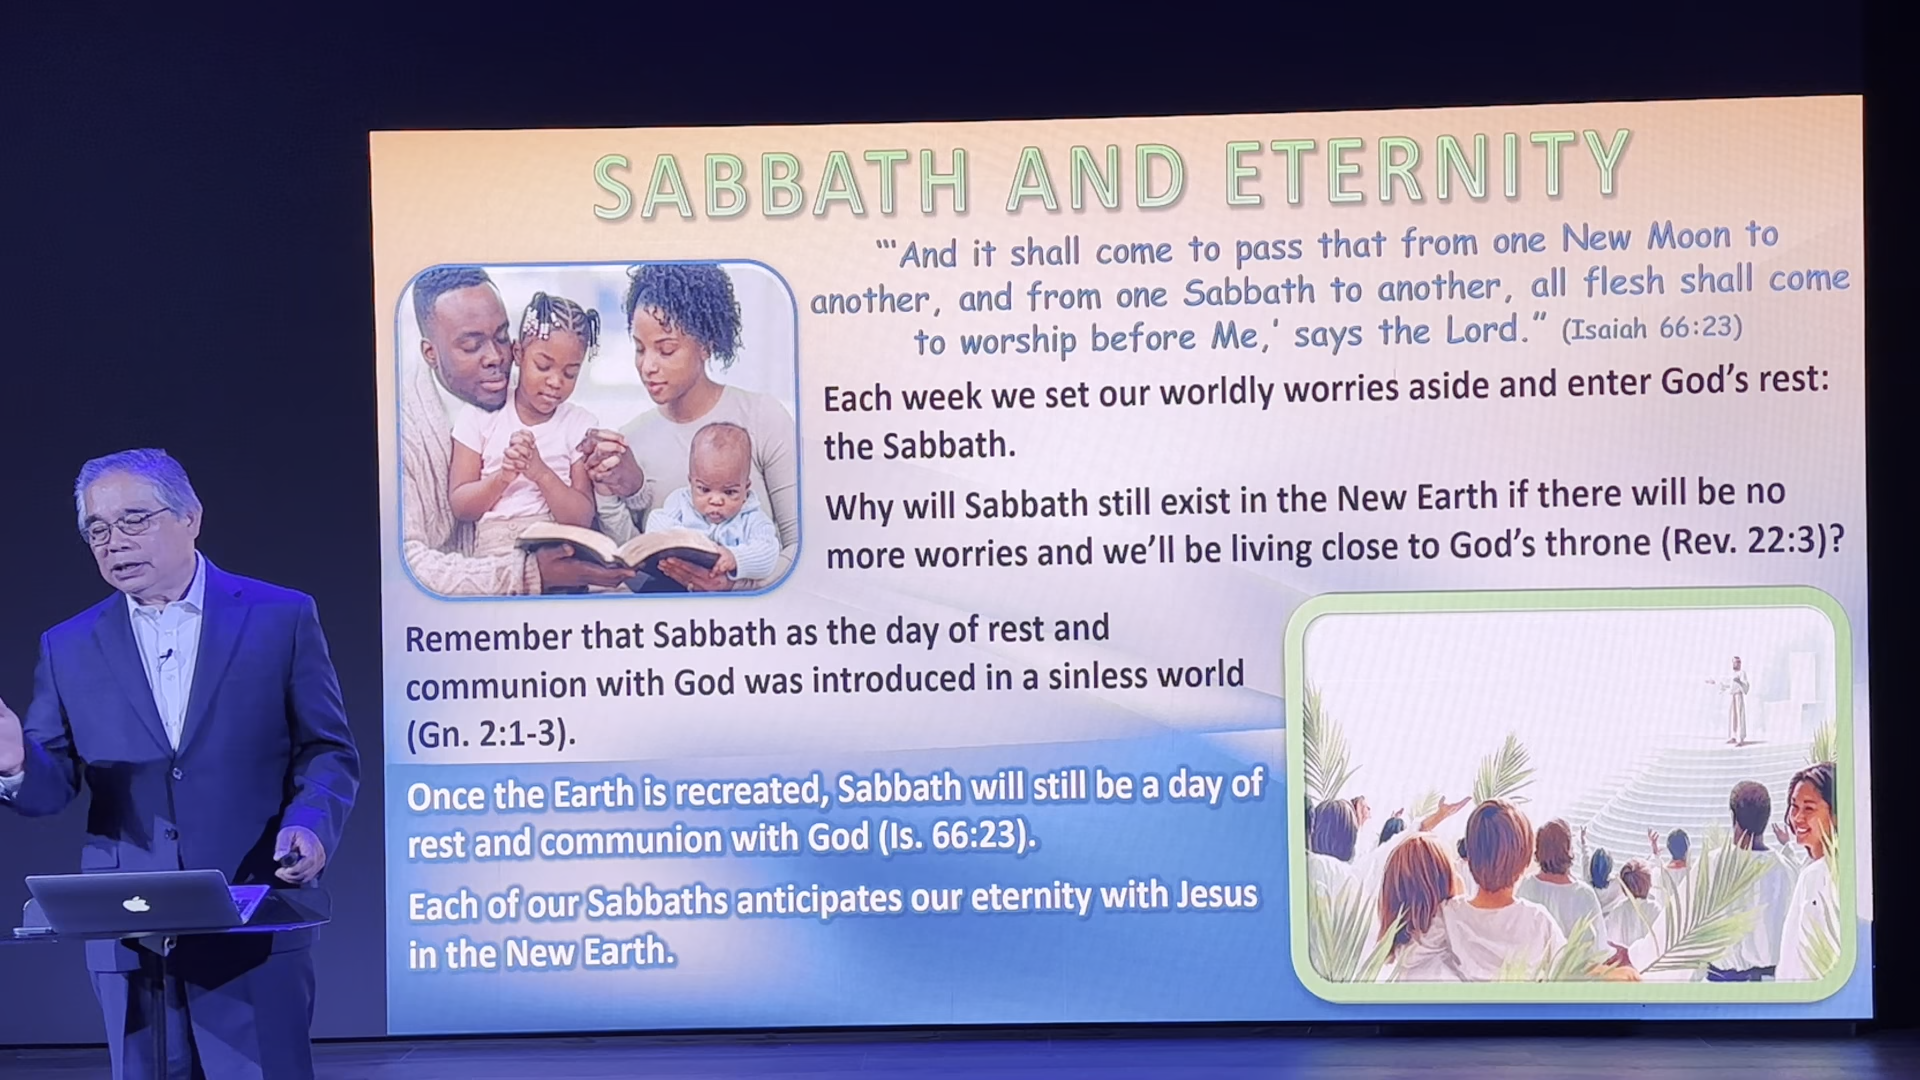 SABBATH AND ETERNITY
"'And it shall come to pass that from one New Moon to
another, and from one Sabbath to another, all flesh shall come
to worship before Me,' says the Lord." (Isaiah 66:23)
Each week we set our worldly worries aside and enter God's rest:
the Sabbath.
Why will Sabbath still exist in the New Earth if there will be no
more worries and we'll be living close to God's throne (Rev. 22:3)?
Remember that Sabbath as the day of rest and
communion with God was introduced in a sinless world
(Gn. 2:1-3).
Once the Earth is recreated, Sabbath will still be a day of
rest and communion with God (Is. 66:23).
Each of our Sabbaths anticipates our eternity with Jesus
in the New Earth.